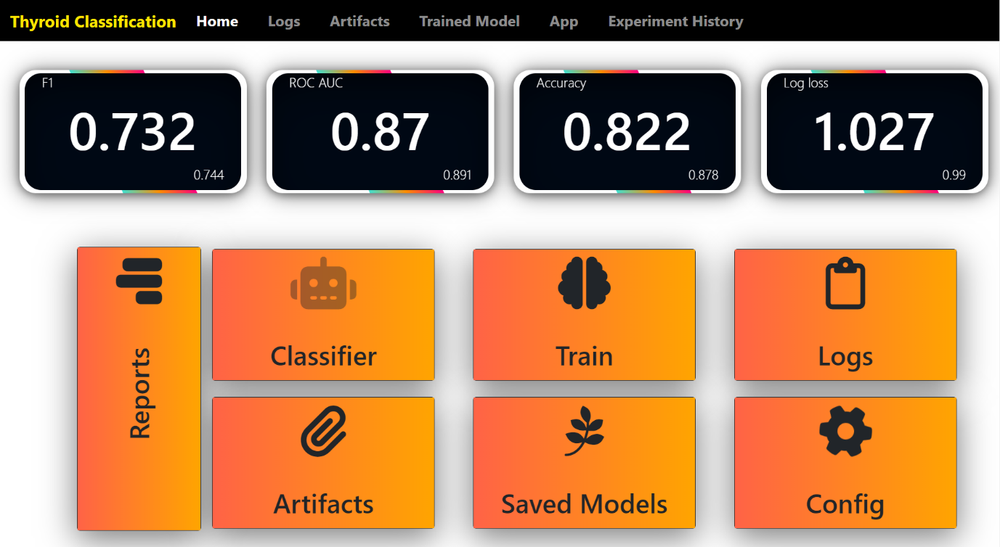 Thyroid Classification Home Logs Artifacts Trained Model App Experiment History
F1
0.732
0.744
ROC AUC
0.87
0.891
Accuracy
0.822
0.878
Log loss
1.027
0.99
Reports
Classifier
Train
Logs
Artifacts
Saved Models
Config